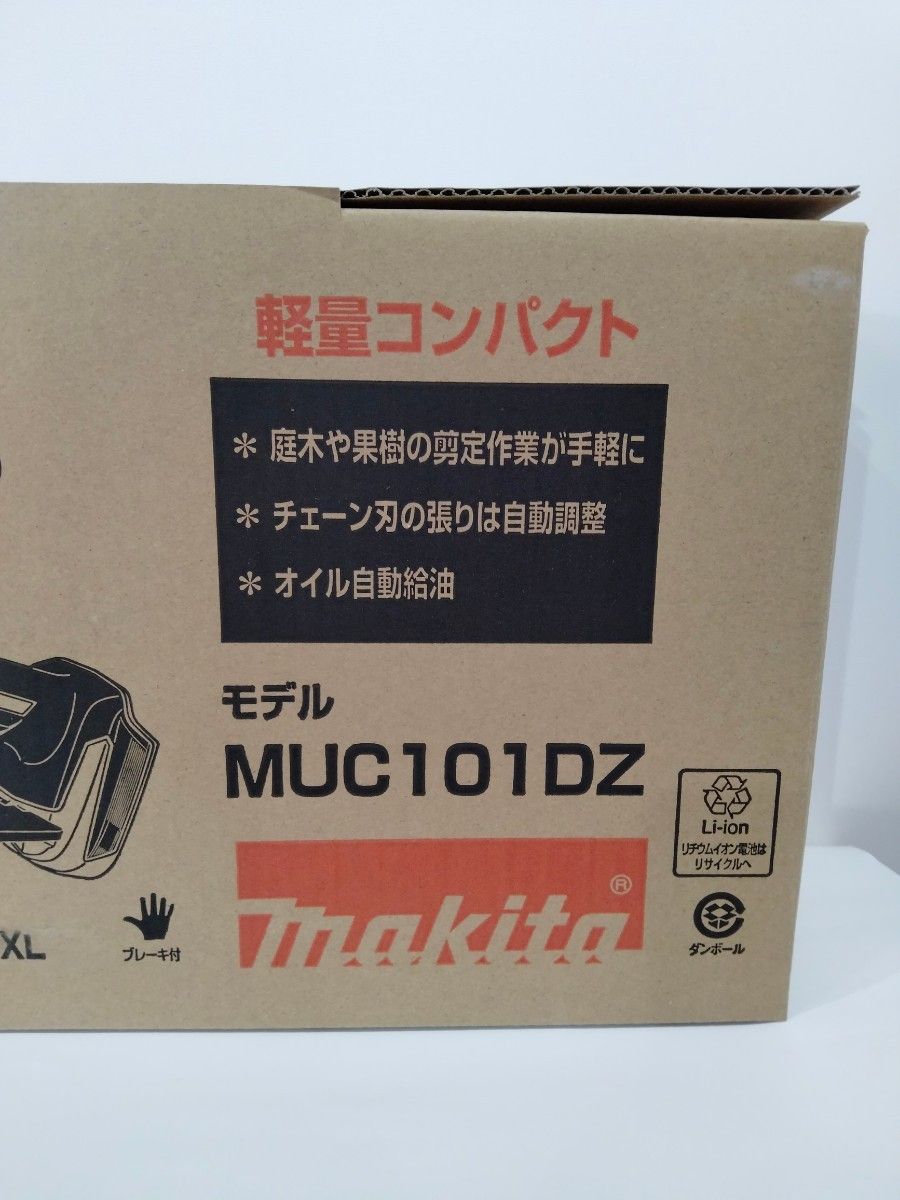 軽量コンパクト
＊ 庭木や果樹の剪定作業が手軽に
＊ チェーン刃の張りは自動調整
＊ オイル自動給油
モデル
MUC101DZ
Li-ion
リチウムイオン電池は
リサイクルへ
makita®
XL
ブレーキ付
ダンボール